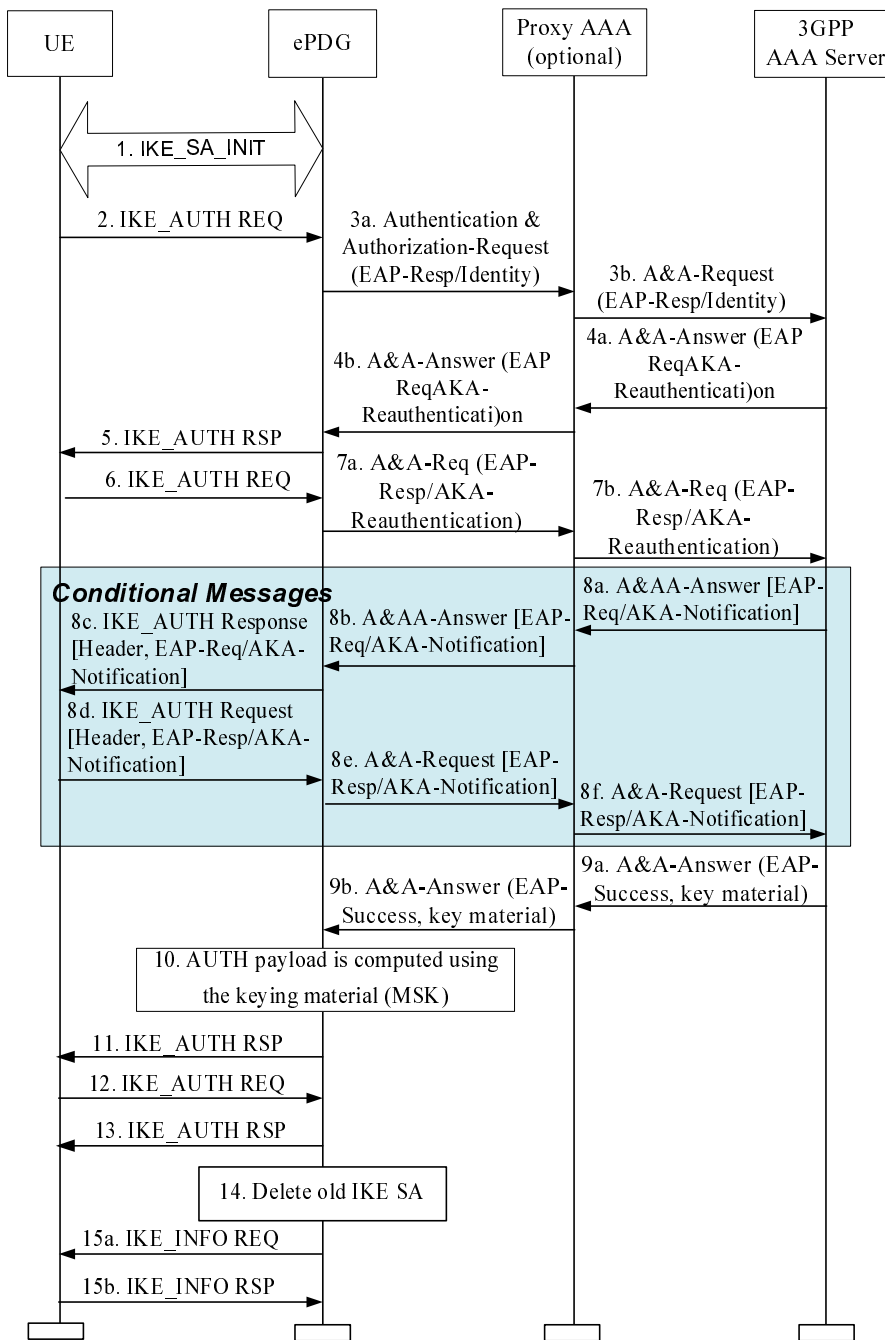 UE
ePDG
Proxy AAA
(optional)
3GPP
AAA Server
1. IKE_SA_INIT
2. IKE_AUTH REQ
3a. Authentication &
Authorization-Request
(EAP-Resp/Identity)
3b. A&A-Request
(EAP-Resp/Identity)
4a. A&A-Answer (EAP
ReqAKA-
Reauthenticati)on
4b. A&A-Answer (EAP
ReqAKA-
Reauthenticati)on
5. IKE_AUTH RSP
6. IKE_AUTH REQ
7a. A&A-Req (EAP-
Resp/AKA-
Reauthentication)
7b. A&A-Req (EAP-
Resp/AKA-
Reauthentication)
Conditional Messages
8a. A&AA-Answer [EAP-
Req/AKA-Notification]
8b. A&AA-Answer [EAP-
Req/AKA-Notification]
8c. IKE_AUTH Response
[Header, EAP-Req/AKA-
Notification]
8d. IKE_AUTH Request
[Header, EAP-Resp/AKA-
Notification]
8e. A&A-Request [EAP-
Resp/AKA-Notification]
8f. A&A-Request [EAP-
Resp/AKA-Notification]
9a. A&A-Answer (EAP-
Success, key material)
9b. A&A-Answer (EAP-
Success, key material)
10. AUTH payload is computed using
the keying material (MSK)
11. IKE_AUTH RSP
12. IKE_AUTH REQ
13. IKE_AUTH RSP
14. Delete old IKE SA
15a. IKE_INFO REQ
15b. IKE_INFO RSP